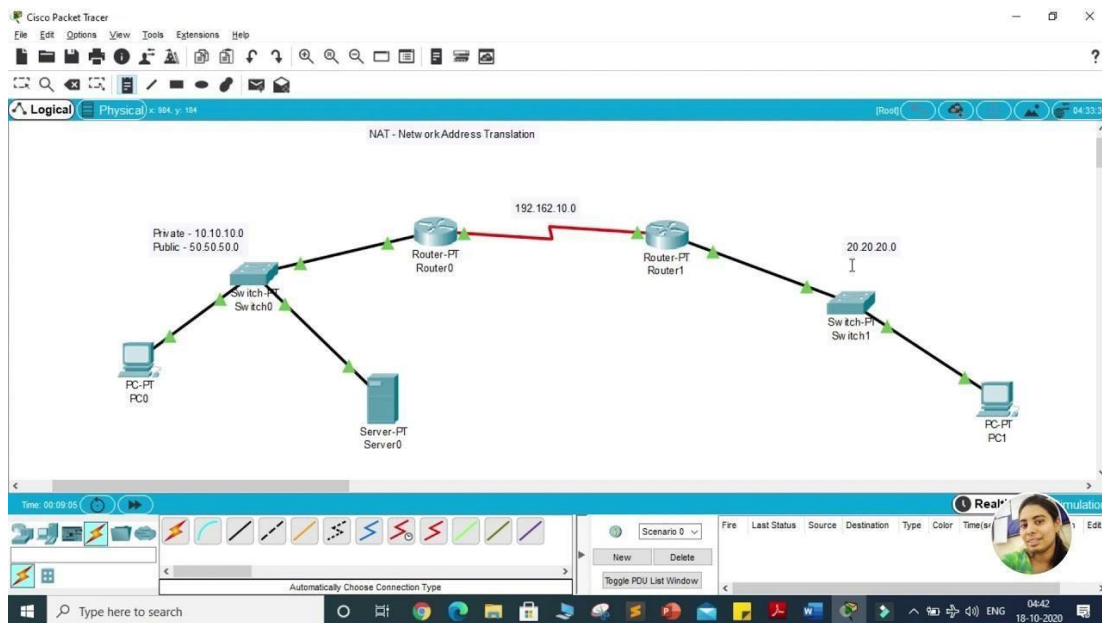 Cisco Packet Tracer
File Edit Options View Tools Extensions Help
?
Logical Physical x: 984, y: 184 [Root]
NAT - Network Address Translation
192.162.10.0
Private - 10.10.10.0
Public - 50.50.50.0
Router-PT
Router0
Router-PT
Router1
20.20.20.0
Switch-PT
Switch0
Switch-PT
Switch1
PC-PT
PC0
Server-PT
Server0
PC-PT
PC1
Time: 00:09:05
Scenario 0
Fire Last Status Source Destination Type Color
New Delete
Toggle PDU List Window
Automatically Choose Connection Type
Type here to search
ENG
04:42
18-10-2020